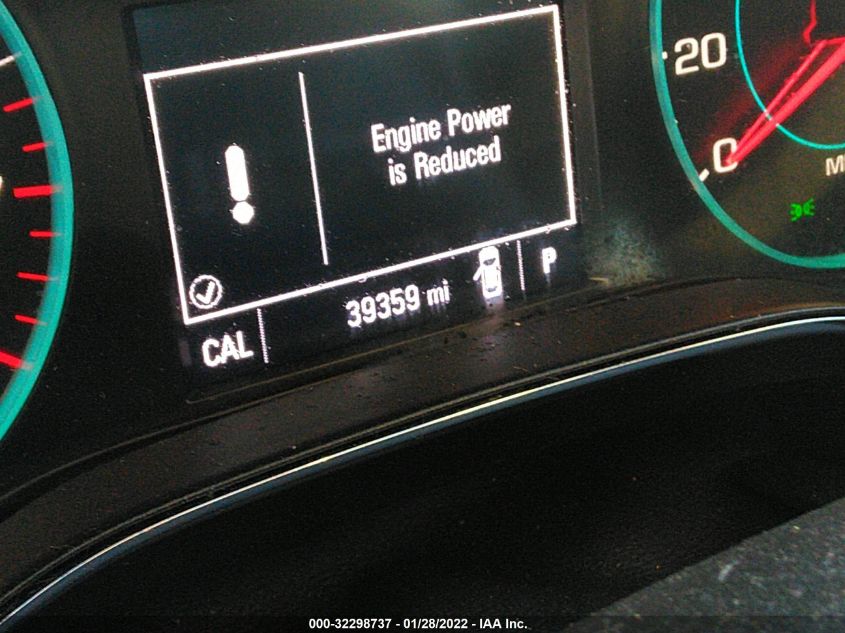 Engine Power
is Reduced
20
0
M
39359 mi
P
CAL
000-32298737 - 01/28/2022 - IAA Inc.